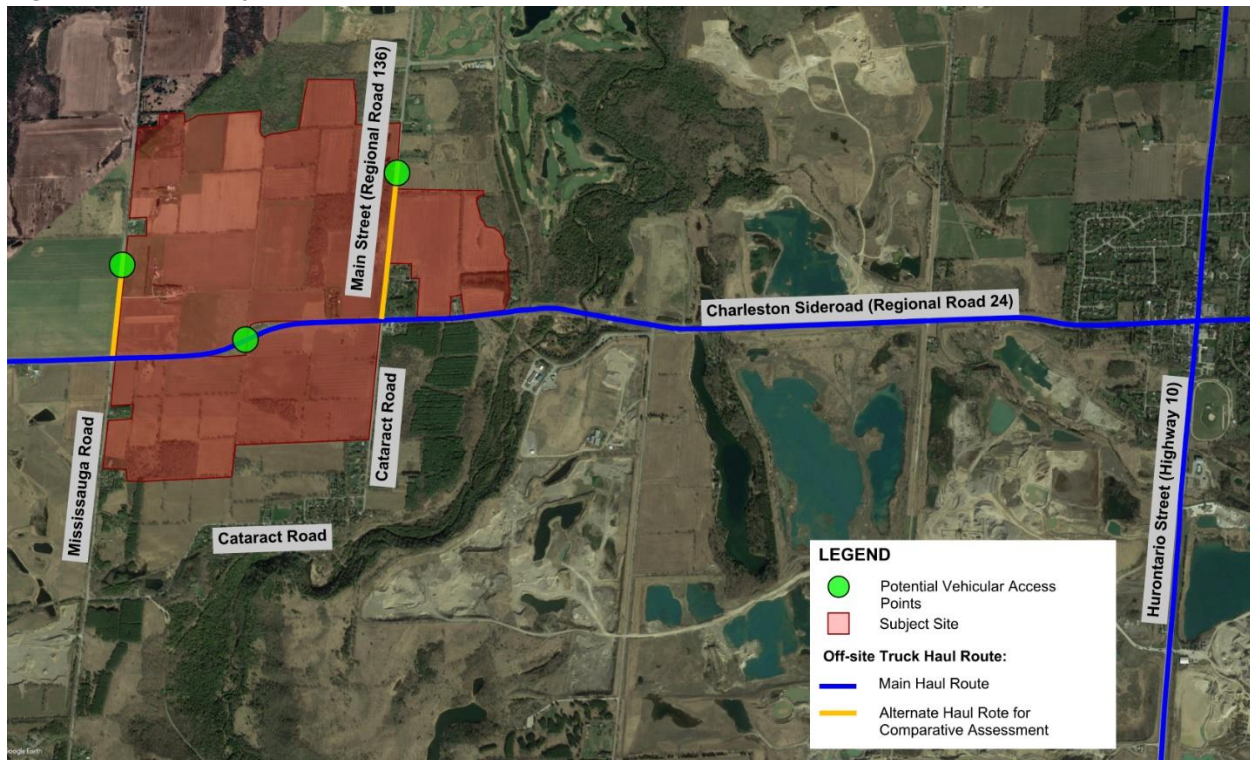 Main Street (Regional Road 136)
Charleston Sideroad (Regional Road 24)
Mississauga Road
Cataract Road
Cataract Road
Hurontario Street (Highway 10)
LEGEND
Potential Vehicular Access
Points
Subject Site
Off-site Truck Haul Route:
Main Haul Route
Alternate Haul Rote for
Comparative Assessment
Google Earth